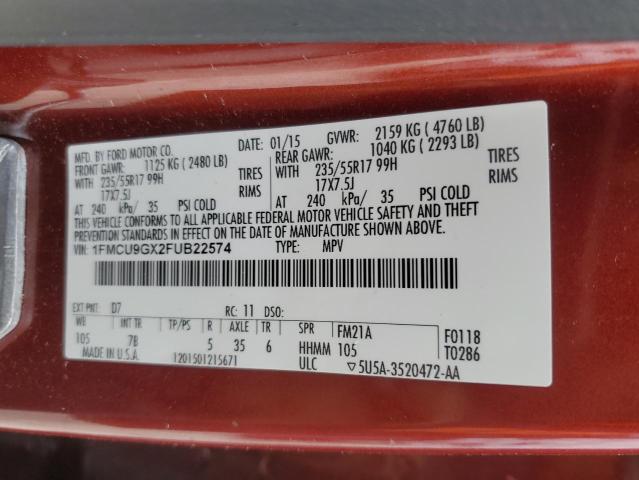 MFD. BY FORD MOTOR CO.
DATE: 01/15 GVWR: 2159 KG ( 4760 LB)
FRONT GAWR: 1125 KG ( 2480 LB) REAR GAWR: 1040 KG ( 2293 LB)
WITH 235/55R17 99H TIRES WITH 235/55R17 99H TIRES
17X7.5J RIMS 17X7.5J RIMS
AT 240 kPa/ 35 PSI COLD AT 240 kPa/ 35 PSI COLD
THIS VEHICLE CONFORMS TO ALL APPLICABLE FEDERAL MOTOR VEHICLE SAFETY AND THEFT
PREVENTION STANDARDS IN EFFECT ON THE DATE OF MANUFACTURE SHOWN ABOVE.
VIN: 1FMCU9GX2FUB22574 TYPE: MPV
EXT PNT: D7 RC: 11 DSO:
WB INT TR TP/PS R AXLE TR SPR FM21A F0118
105 7B 5 35 6 HHMM 105 T0286
MADE IN U.S.A. 1201501215671 ULC ▽5U5A-3520472-AA